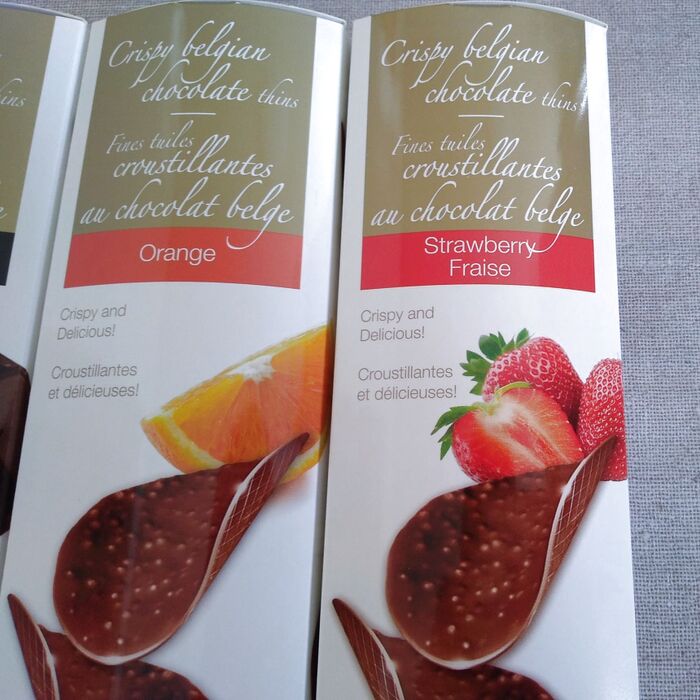 ins
Crispy belgian
chocolate thins
Fines tuiles
croustillantes
au chocolat belge
Orange
Crispy and
Delicious!
Croustillantes
et délicieuses!
Crispy belgian
chocolate thins
Fines tuiles
croustillantes
au chocolat belge
Strawberry
Fraise
Crispy and
Delicious!
Croustillantes
et délicieuses!